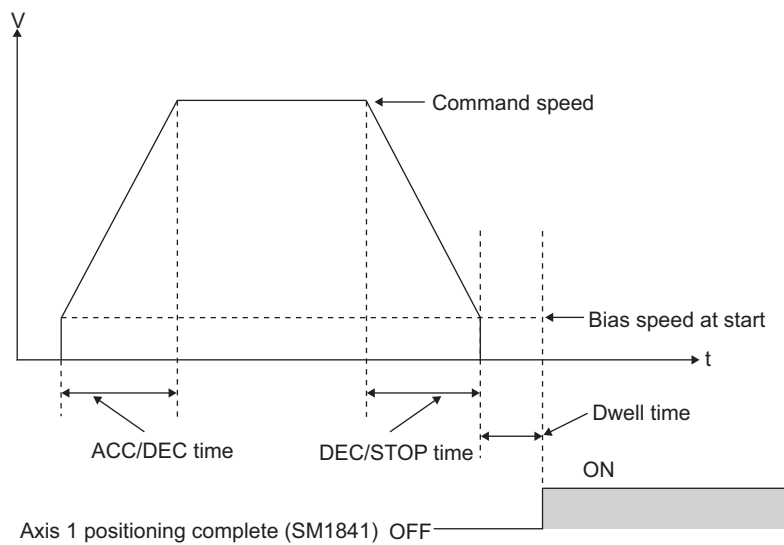 V
Command speed
Bias speed at start
t
Dwell time
ACC/DEC time
DEC/STOP time
ON
Axis 1 positioning complete (SM1841) OFF